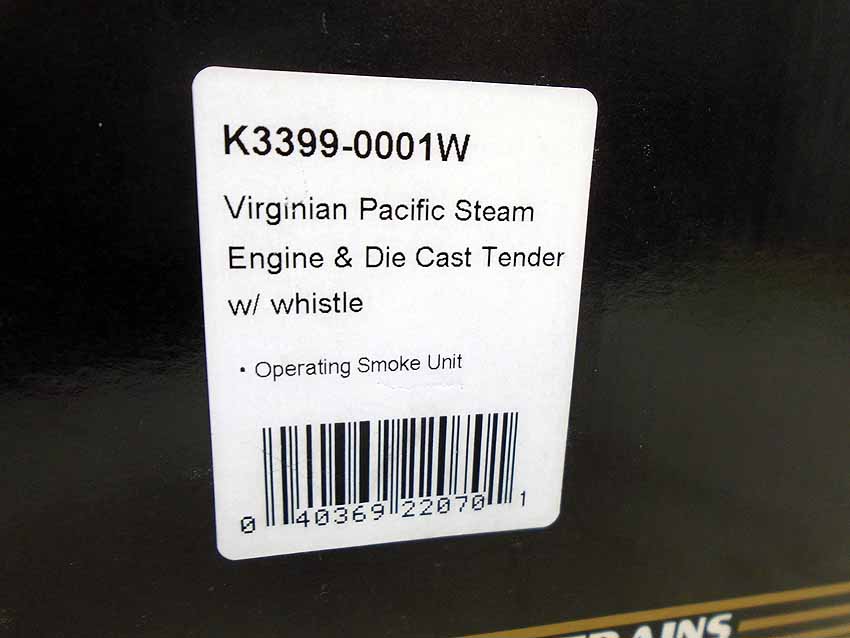 K3399-0001W
Virginian Pacific Steam
Engine & Die Cast Tender
w/ whistle
• Operating Smoke Unit
0 40369 22070 1